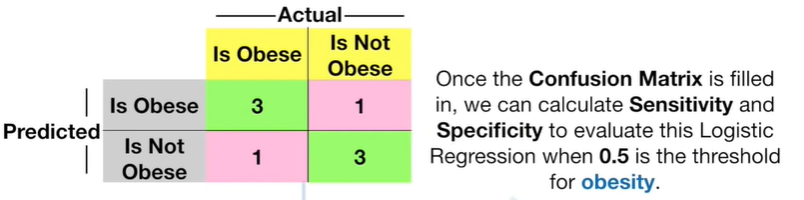 Actual
Is Obese
Is Not
Obese
Predicted
Is Obese
3
1
Is Not
Obese
1
3
Once the Confusion Matrix is filled
in, we can calculate Sensitivity and
Specificity to evaluate this Logistic
Regression when 0.5 is the threshold
for obesity.